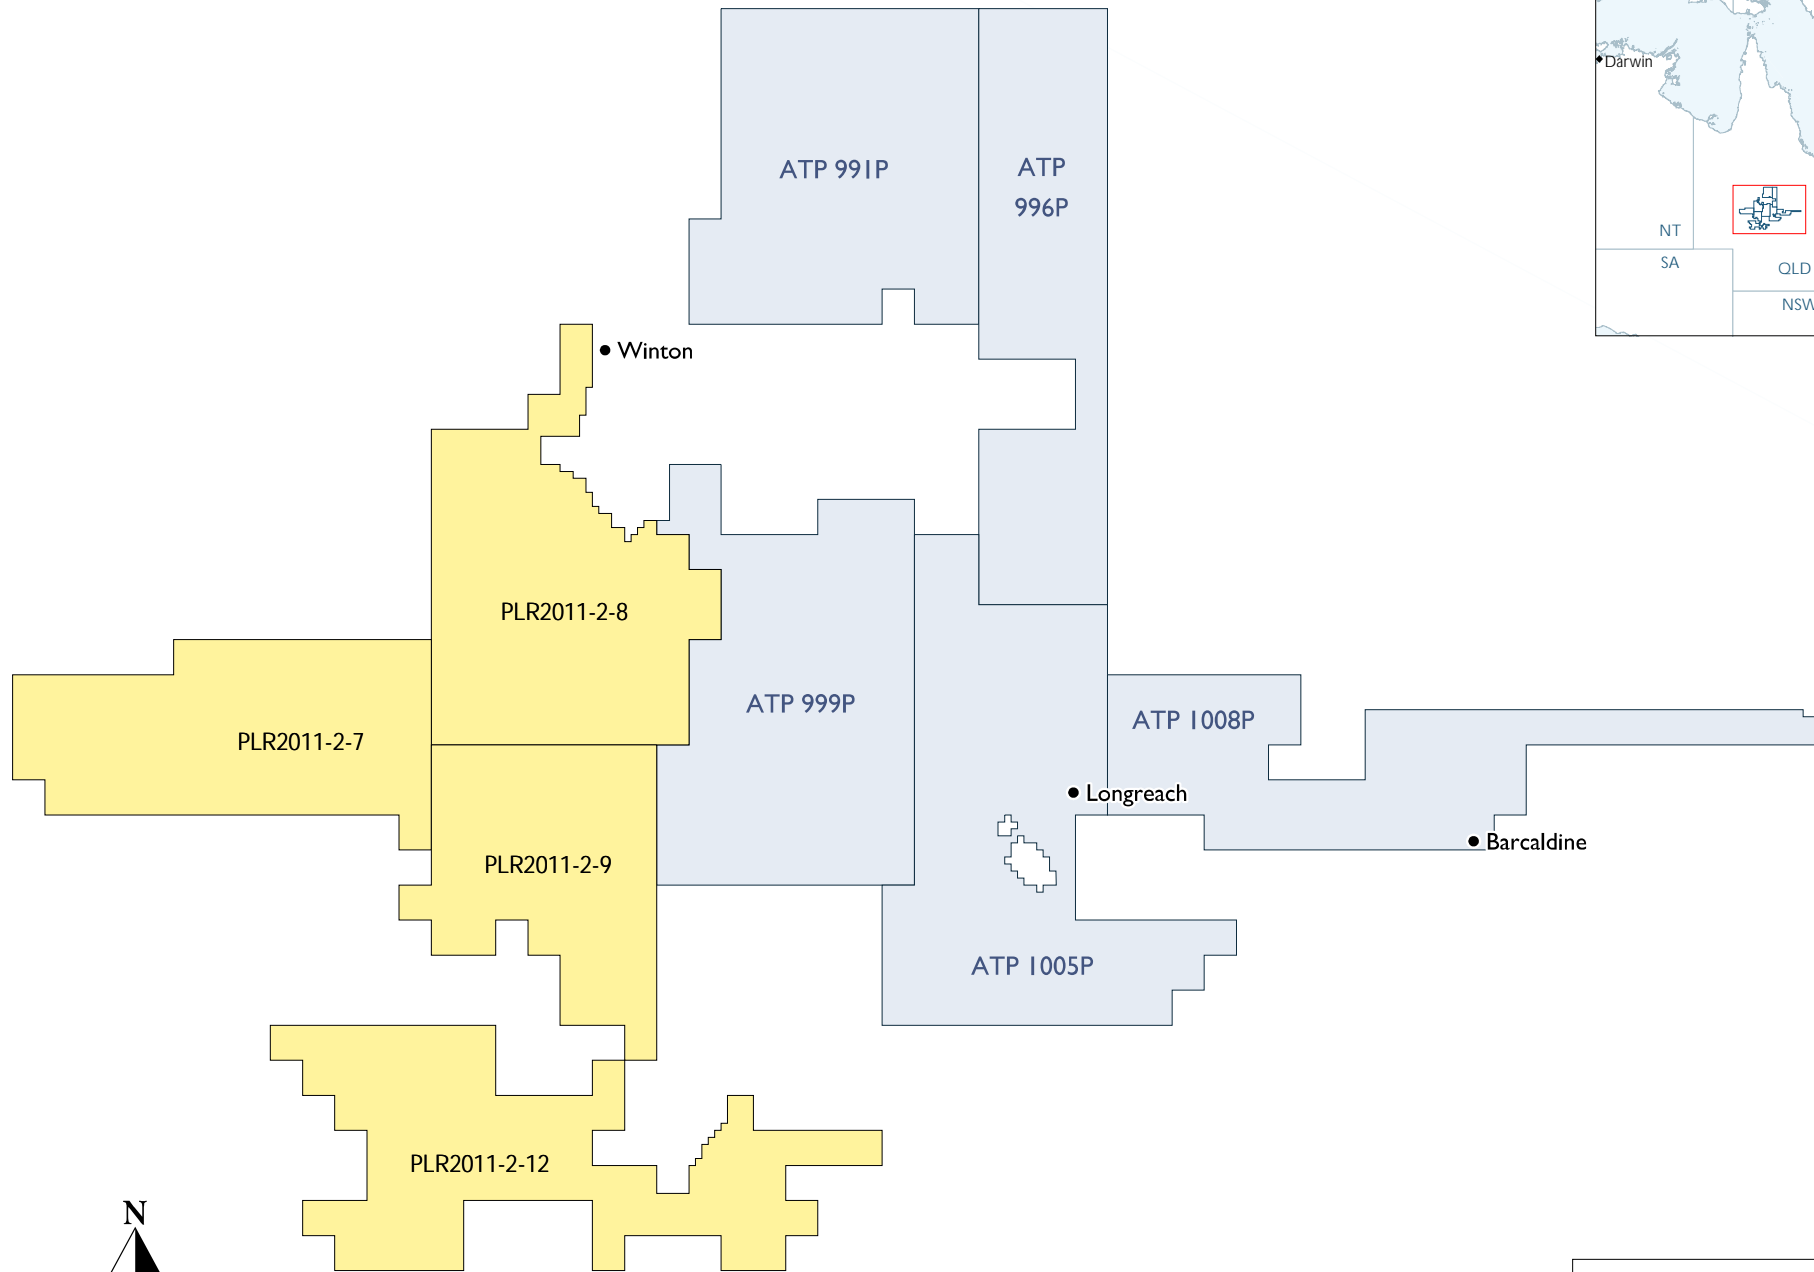 Darwin
ATP 991P
ATP
996P
NT
SA
QLD
NSW
Winton
PLR2011-2-8
ATP 999P
ATP 1008P
PLR2011-2-7
Longreach
Barcaldine
PLR2011-2-9
ATP 1005P
PLR2011-2-12
N